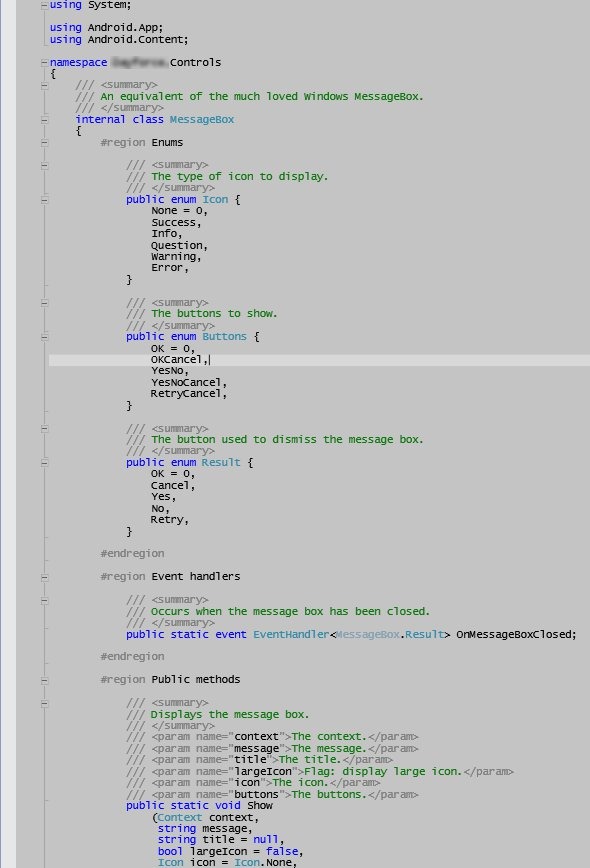 using System;
using Android.App;
using Android.Content;
namespace .Controls
{
/// <summary>
/// An equivalent of the much loved Windows MessageBox.
/// </summary>
internal class MessageBox
{
#region Enums
/// <summary>
/// The type of icon to display.
/// </summary>
public enum Icon {
None = 0,
Success,
Info,
Question,
Warning,
Error,
}
/// <summary>
/// The buttons to show.
/// </summary>
public enum Buttons {
OK = 0,
OKCancel,
YesNo,
YesNoCancel,
RetryCancel,
}
/// <summary>
/// The button used to dismiss the message box.
/// </summary>
public enum Result {
OK = 0,
Cancel,
Yes,
No,
Retry,
}
#endregion
#region Event handlers
/// <summary>
/// Occurs when the message box has been closed.
/// </summary>
public static event EventHandler<MessageBox.Result> OnMessageBoxClosed;
#endregion
#region Public methods
/// <summary>
/// Displays the message box.
/// </summary>
/// <param name="context">The context.</param>
/// <param name="message">The message.</param>
/// <param name="title">The title.</param>
/// <param name="largeIcon">Flag: display large icon.</param>
/// <param name="icon">The icon.</param>
/// <param name="buttons">The buttons.</param>
public static void Show
(Context context,
string message,
string title = null,
bool largeIcon = false,
Icon icon = Icon.None,